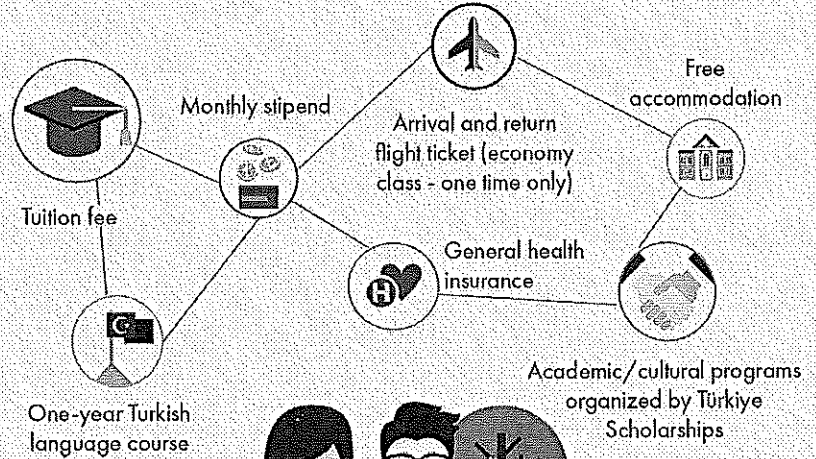 Free
accommodation
Monthly stipend
Arrival and return
flight ticket (economy
class - one time only)
Tuition fee
General health
insurance
H
Academic/cultural programs
organized by Türkiye
Scholarships
One-year Turkish
language course